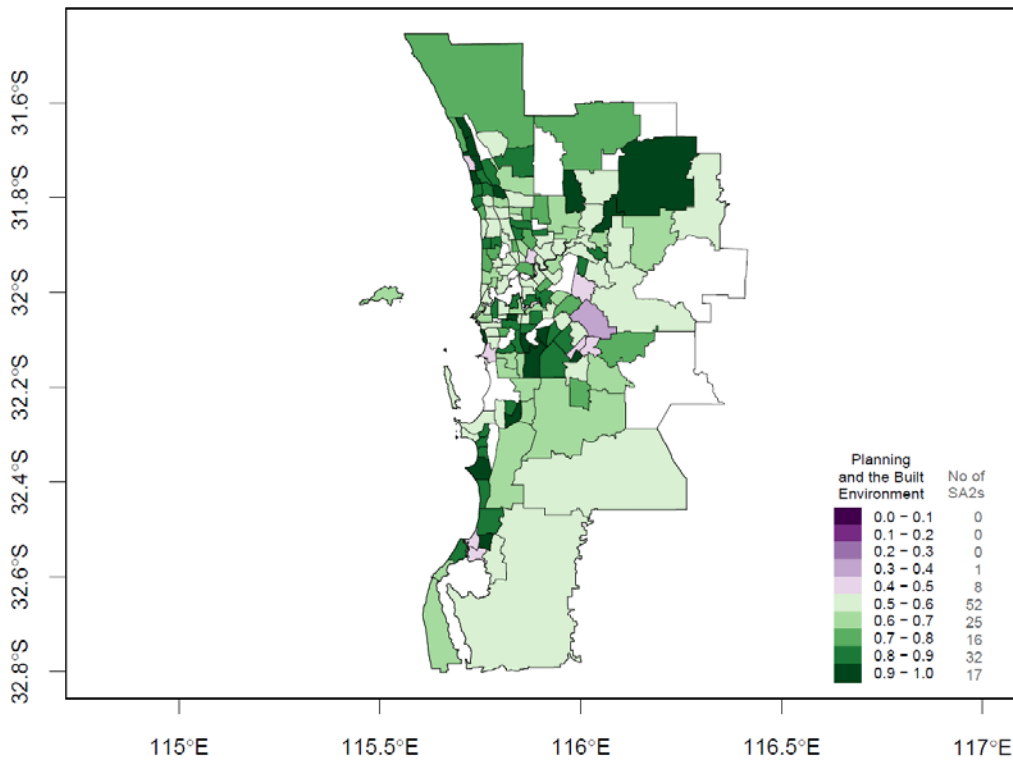 31.6°S
31.8°S
32°S
32.2°S
32.4°S
32.6°S
32.8°S
115°E
115.5°E
116°E
116.5°E
117°E
Planning
and the Built
Environment
No of
SA2s
0.0 − 0.1 0
0.1 − 0.2 0
0.2 − 0.3 0
0.3 − 0.4 1
0.4 − 0.5 8
0.5 − 0.6 52
0.6 − 0.7 25
0.7 − 0.8 16
0.8 − 0.9 32
0.9 − 1.0 17